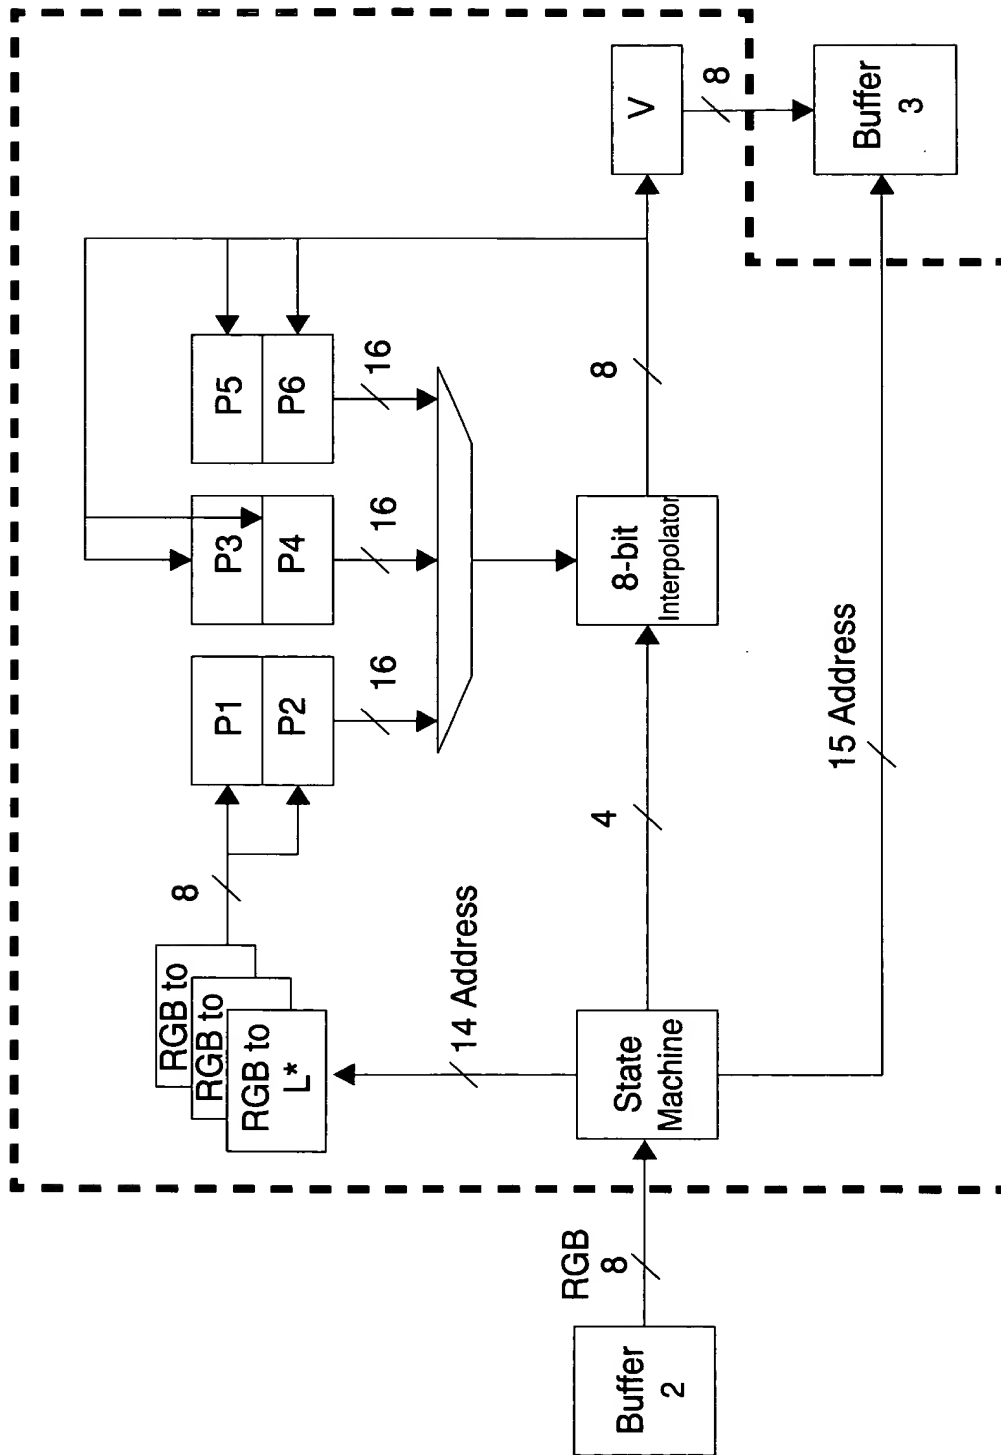 Buffer
2
RGB
8
State
Machine
14 Address
RGB to
RGB to
RGB to
L*
8
P1
P2
P3
P4
P5
P6
16
16
16
4
8-bit
Interpolator
8
V
8
15 Address
Buffer
3